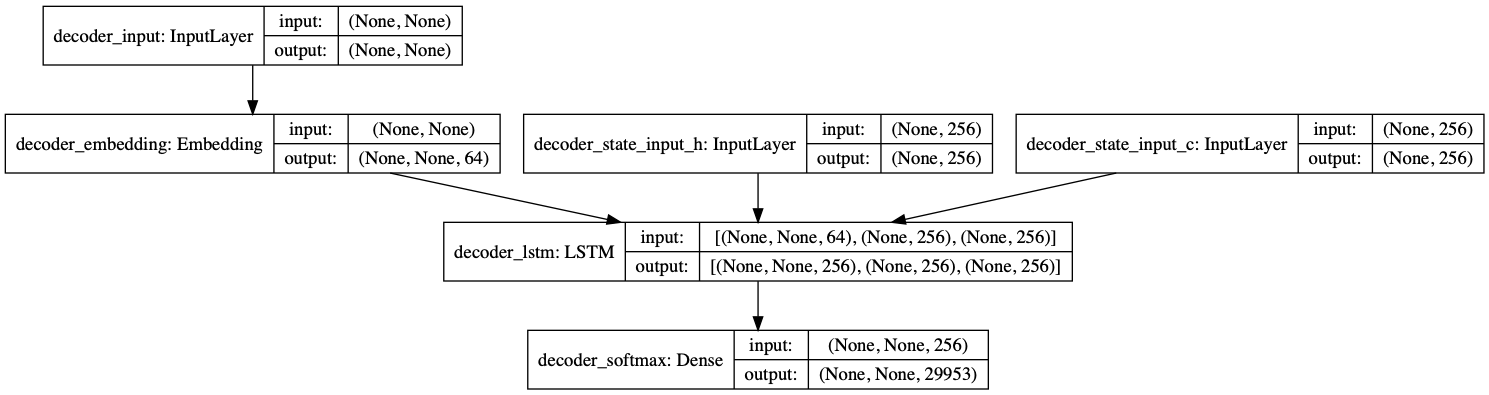 decoder_input: InputLayer
input:
(None, None)
output:
(None, None)
decoder_embedding: Embedding
input:
(None, None)
output:
(None, None, 64)
decoder_state_input_h: InputLayer
input:
(None, 256)
output:
(None, 256)
decoder_state_input_c: InputLayer
input:
(None, 256)
output:
(None, 256)
decoder_lstm: LSTM
input:
[(None, None, 64), (None, 256), (None, 256)]
output:
[(None, None, 256), (None, 256), (None, 256)]
decoder_softmax: Dense
input:
(None, None, 256)
output:
(None, None, 29953)